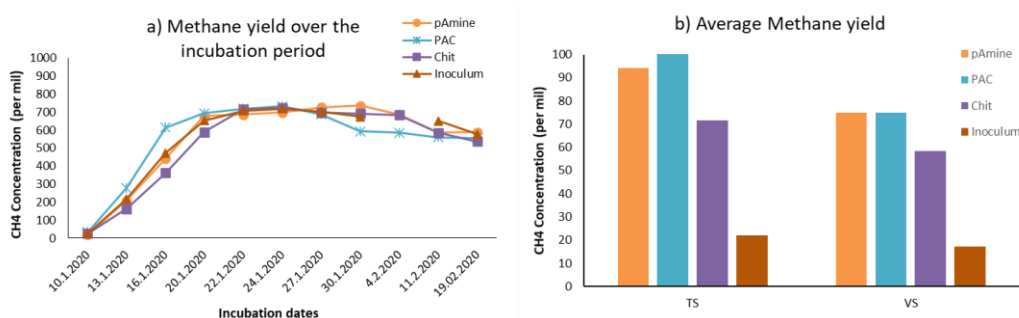 a) Methane yield over the
incubation period
pAmine
PAC
Chit
Inoculum
CH4 Concentration (per mil)
1000
900
800
700
600
500
400
300
200
100
0
10.1.2020
13.1.2020
16.1.2020
20.1.2020
22.1.2020
24.1.2020
27.1.2020
30.1.2020
4.2.2020
11.2.2020
19.02.2020
Incubation dates
b) Average Methane yield
CH4 Concentration (per mil)
100
90
80
70
60
50
40
30
20
10
0
TS
VS
pAmine
PAC
Chit
Inoculum